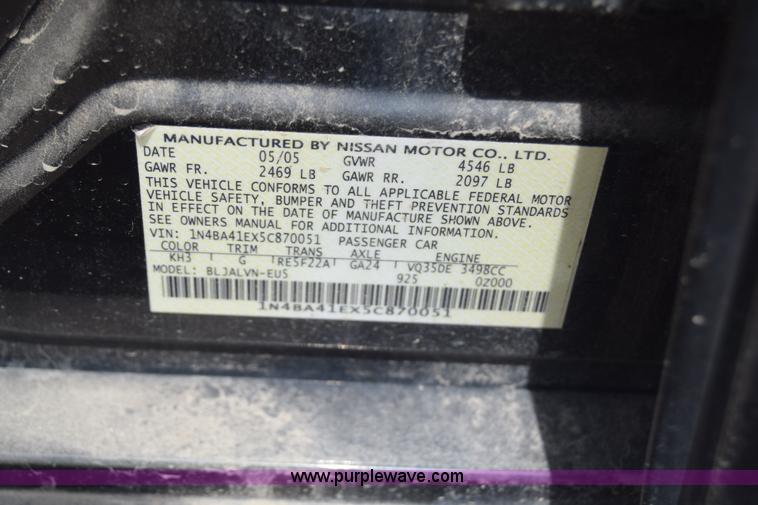 MANUFACTURED BY NISSAN MOTOR CO., LTD.
DATE 05/05 GVWR 4546 LB
GAWR FR. 2469 LB GAWR RR. 2097 LB
THIS VEHICLE CONFORMS TO ALL APPLICABLE FEDERAL MOTOR
VEHICLE SAFETY, BUMPER AND THEFT PREVENTION STANDARDS
IN EFFECT ON THE DATE OF MANUFACTURE SHOWN ABOVE.
SEE OWNERS MANUAL FOR ADDITIONAL INFORMATION.
VIN: 1N4BA41EX5C870051 PASSENGER CAR
COLOR TRIM TRANS AXLE ENGINE
KH3 G RE5F22A GA24 VQ35DE 3498CC
MODEL: BLJALVN-EU5 925 0Z000
1N4BA41EX5C870051
www.purplewave.com